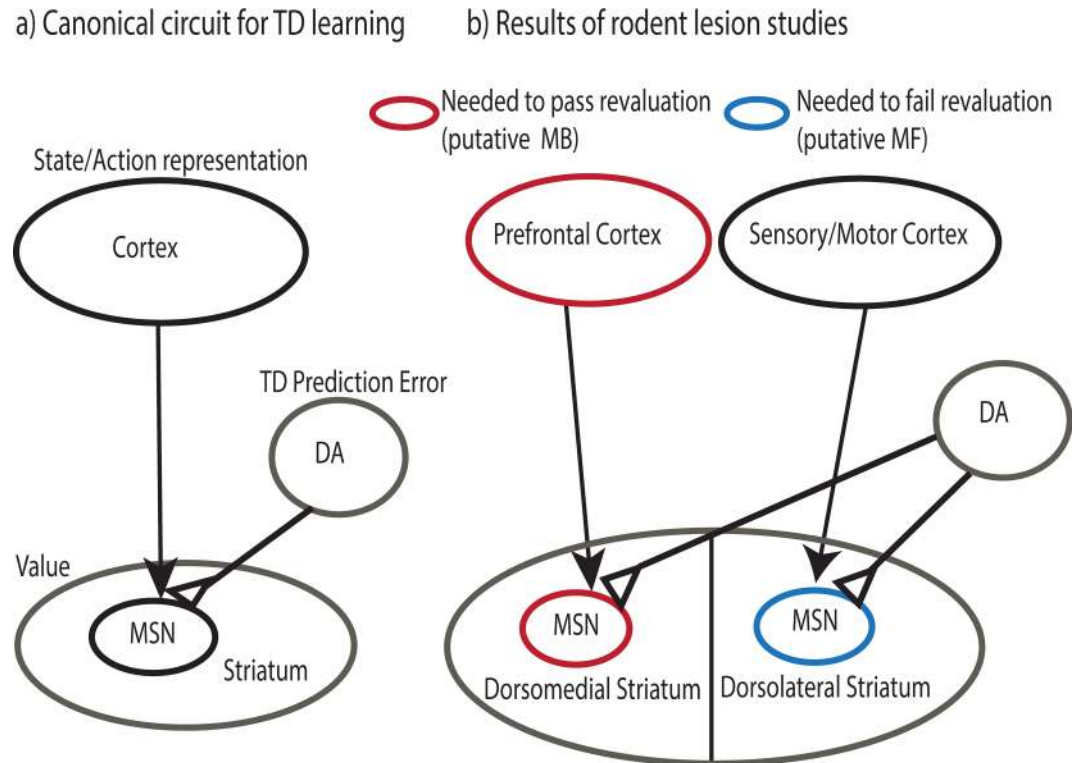 a) Canonical circuit for TD learning
b) Results of rodent lesion studies
Needed to pass revaluation
(putative MB)
Needed to fail revaluation
(putative MF)
State/Action representation
Cortex
TD Prediction Error
DA
Value
MSN
Striatum
Prefrontal Cortex
Sensory/Motor Cortex
DA
MSN
MSN
Dorsomedial Striatum
Dorsolateral Striatum